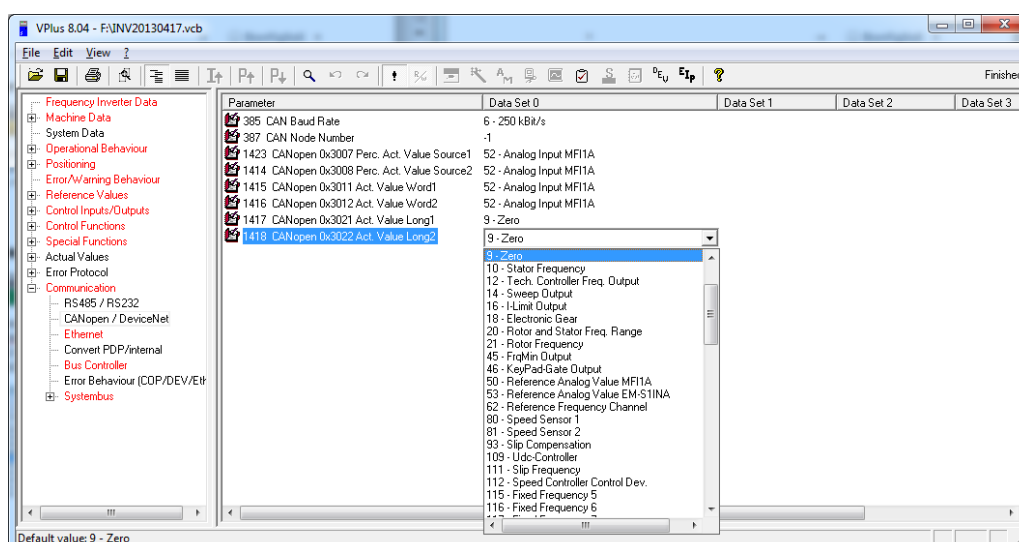 VPlus 8.04 - F:\INV20130417.vcb
File Edit View ?
Finished
Frequency Inverter Data
Machine Data
System Data
Operational Behaviour
Positioning
Error/Warning Behaviour
Reference Values
Control Inputs/Outputs
Control Functions
Special Functions
Actual Values
Error Protocol
Communication
RS485 / RS232
CANopen / DeviceNet
Ethernet
Convert PDP/internal
Bus Controller
Error Behaviour (COP/DEV/Eth
Systembus
Parameter Data Set 0 Data Set 1 Data Set 2 Data Set 3
385 CAN Baud Rate 6 - 250 kBit/s
387 CAN Node Number -1
1423 CANopen 0x3007 Perc. Act. Value Source1 52 - Analog Input MFI1A
1414 CANopen 0x3008 Perc. Act. Value Source2 52 - Analog Input MFI1A
1415 CANopen 0x3011 Act. Value Word1 52 - Analog Input MFI1A
1416 CANopen 0x3012 Act. Value Word2 52 - Analog Input MFI1A
1417 CANopen 0x3021 Act. Value Long1 9 - Zero
1418 CANopen 0x3022 Act. Value Long2 9 - Zero
9 - Zero
10 - Stator Frequency
12 - Tech. Controller Freq. Output
14 - Sweep Output
16 - I-Limit Output
18 - Electronic Gear
20 - Rotor and Stator Freq. Range
21 - Rotor Frequency
45 - FrqMin Output
46 - KeyPad-Gate Output
50 - Reference Analog Value MFI1A
53 - Reference Analog Value EM-S1INA
62 - Reference Frequency Channel
80 - Speed Sensor 1
81 - Speed Sensor 2
93 - Slip Compensation
109 - Udc-Controller
111 - Slip Frequency
112 - Speed Controller Control Dev.
115 - Fixed Frequency 5
116 - Fixed Frequency 6
Default value: 9 - Zero